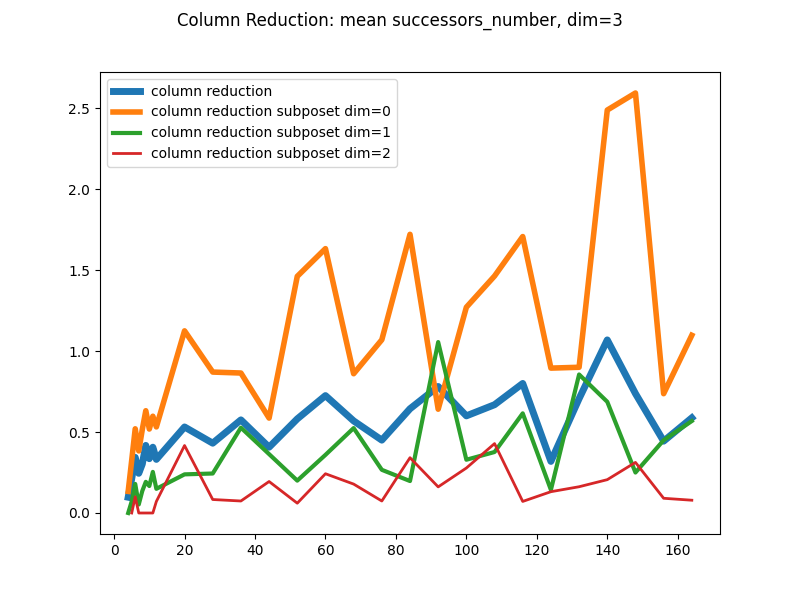 Column Reduction: mean successors_number, dim=3
column reduction
column reduction subposet dim=0
column reduction subposet dim=1
column reduction subposet dim=2
2.5
2.0
1.5
1.0
0.5
0.0
0 20 40 60 80 100 120 140 160